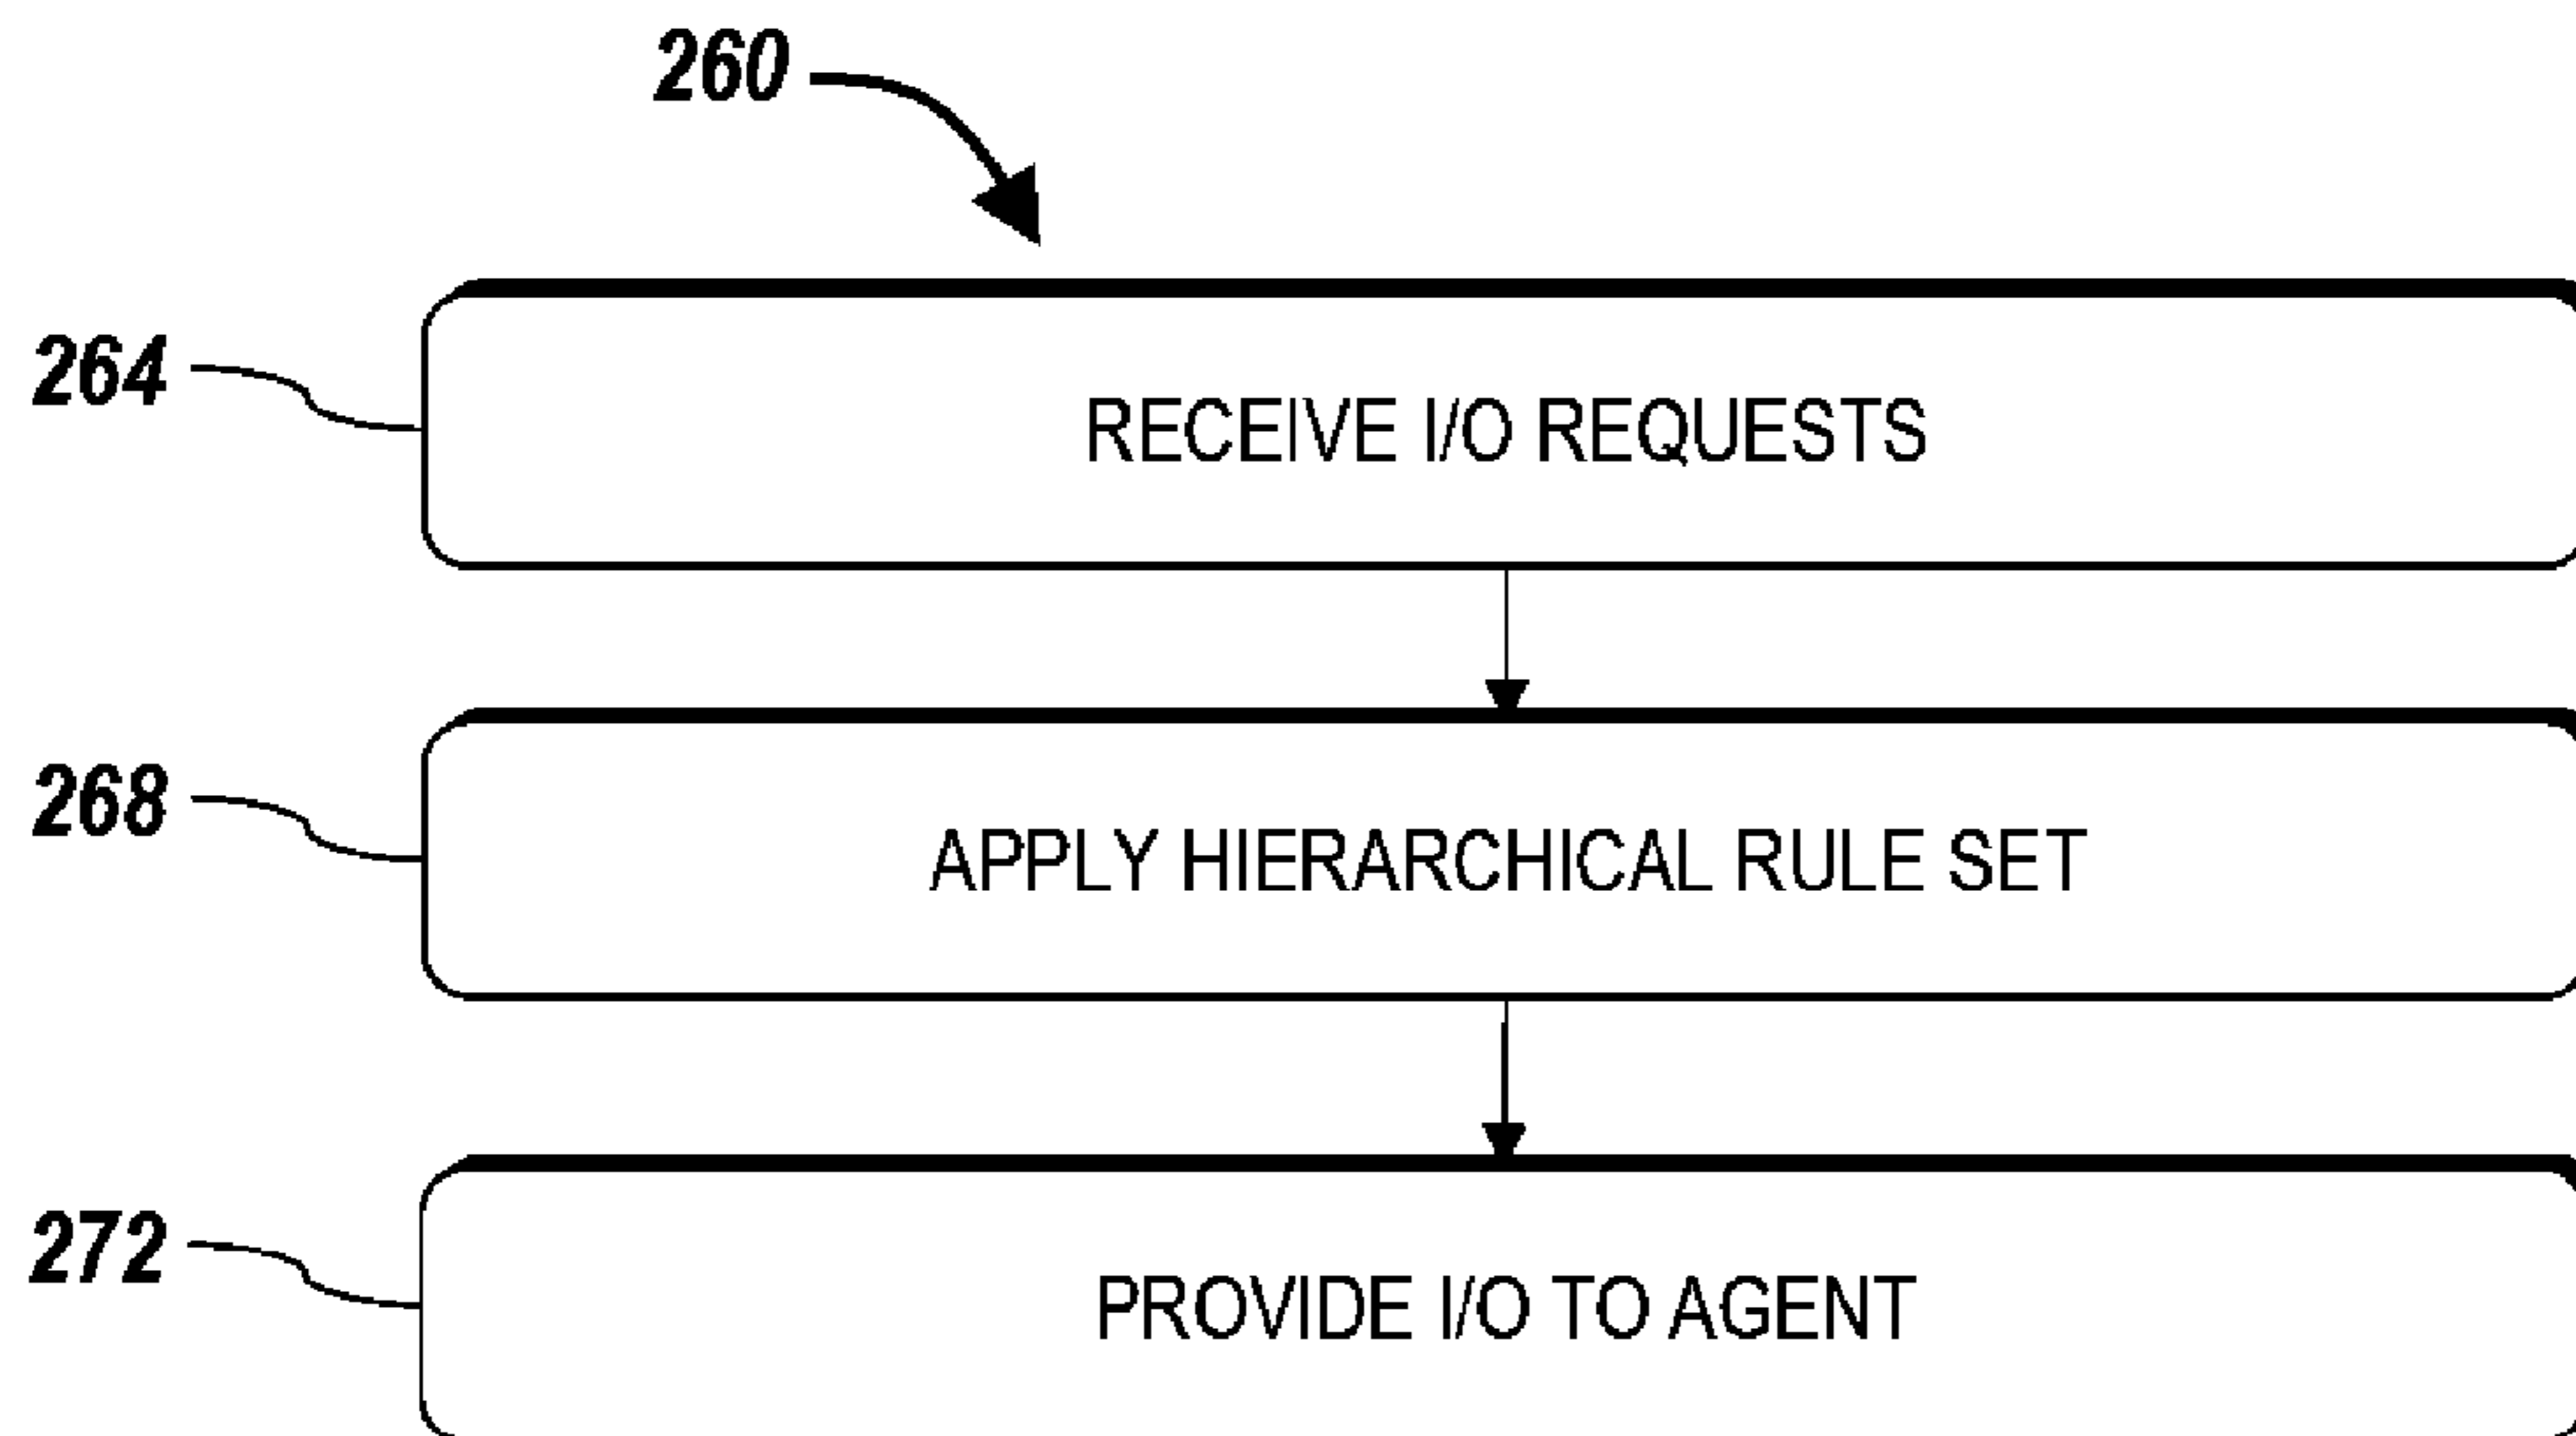 260
264
RECEIVE I/O REQUESTS
268
APPLY HIERARCHICAL RULE SET
272
PROVIDE I/O TO AGENT